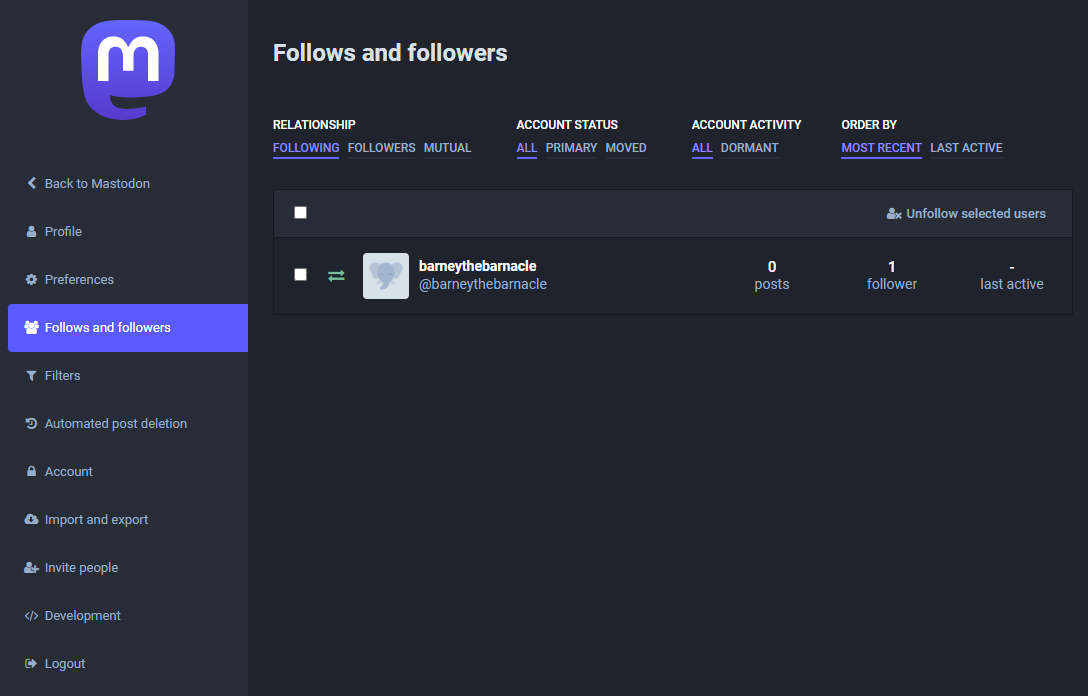 Back to Mastodon
Profile
Preferences
Follows and followers
Filters
Automated post deletion
Account
Import and export
Invite people
Development
Logout
Follows and followers
RELATIONSHIP
FOLLOWING FOLLOWERS MUTUAL
ACCOUNT STATUS
ALL PRIMARY MOVED
ACCOUNT ACTIVITY
ALL DORMANT
ORDER BY
MOST RECENT LAST ACTIVE
Unfollow selected users
barneythebarnacle
@barneythebarnacle
0
posts
1
follower
-
last active